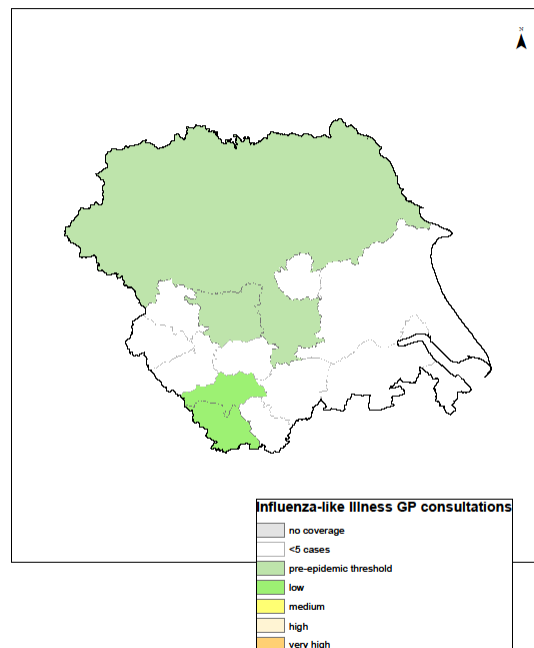 N
Influenza-like Illness GP consultations
no coverage
<5 cases
pre-epidemic threshold
low
medium
high
very high